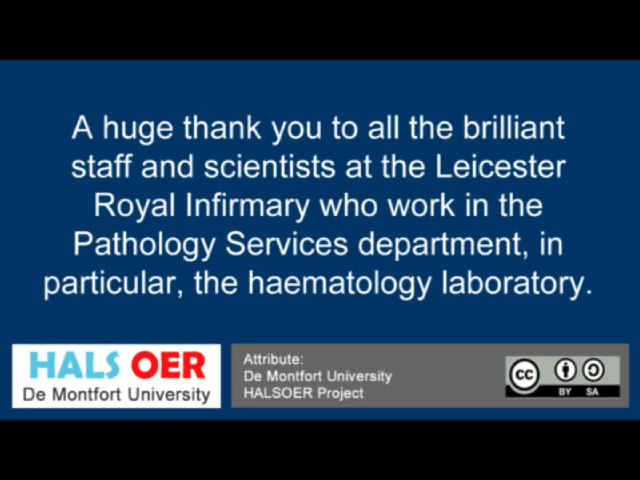 A huge thank you to all the brilliant
staff and scientists at the Leicester
Royal Infirmary who work in the
Pathology Services department, in
particular, the haematology laboratory.
HALS OER
De Montfort University
Attribute:
De Montfort University
HALSOER Project
cc
BY SA